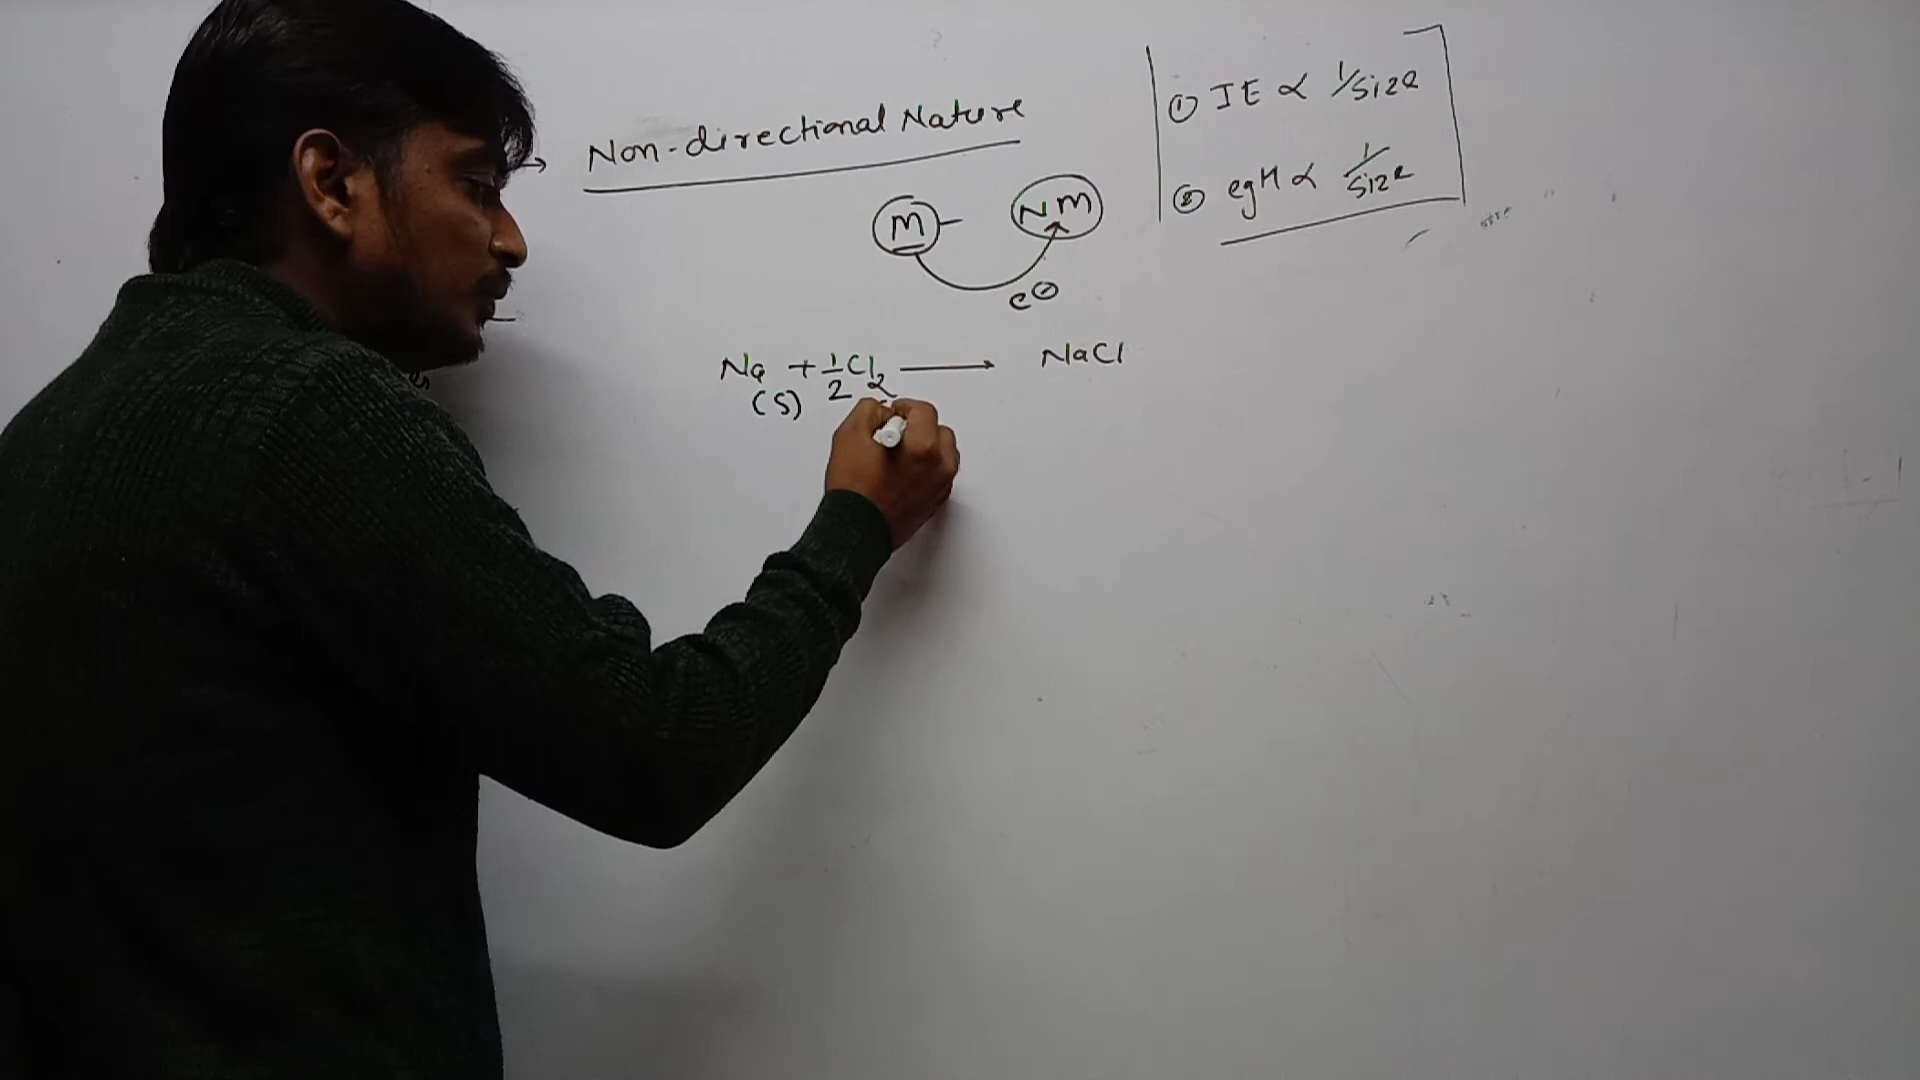 → Non-directional Nature
M - NM
e⊖
Na + 1/2 Cl₂ ⟶ NaCl
(S)
① IE ∝ 1/Size
② egH ∝ 1/Size